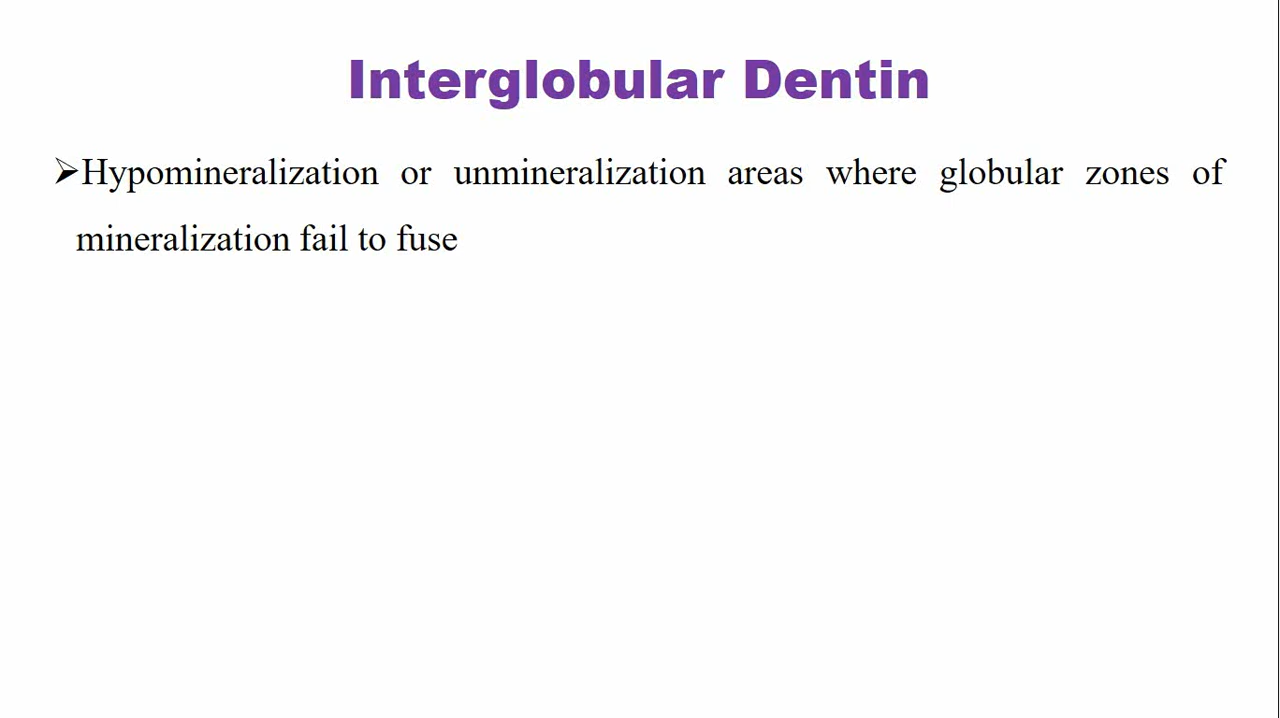 Interglobular Dentin
➢Hypomineralization or unmineralization areas where globular zones of
mineralization fail to fuse